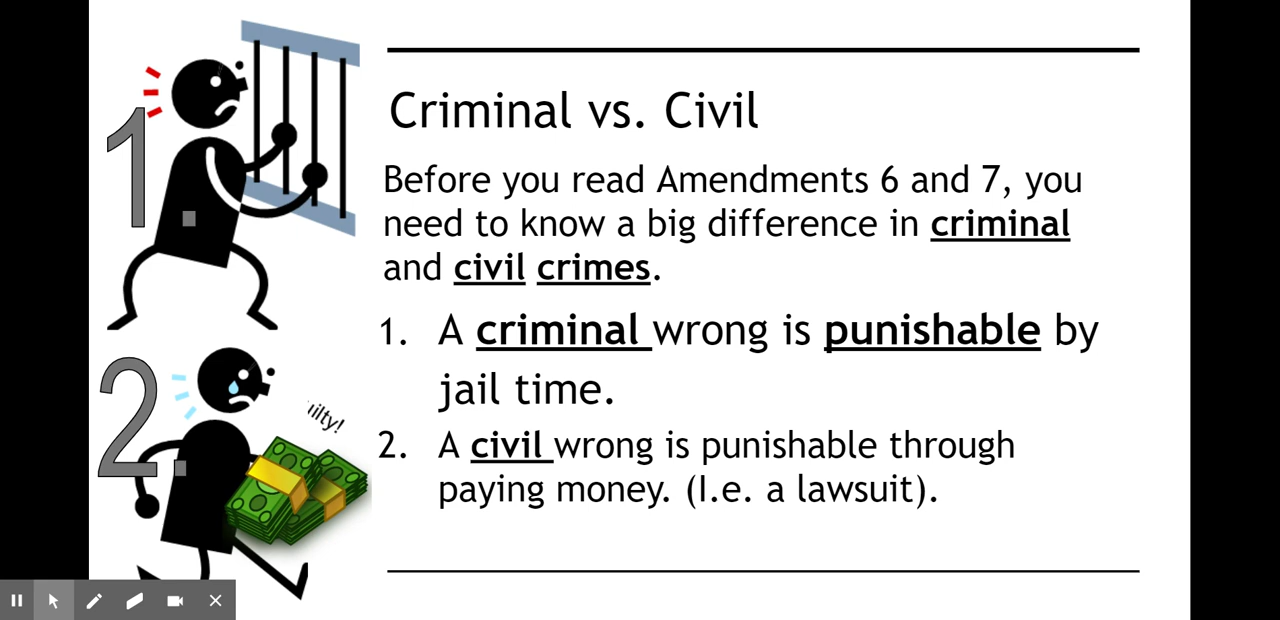 Criminal vs. Civil
Before you read Amendments 6 and 7, you
need to know a big difference in criminal
and civil crimes.
1. A criminal wrong is punishable by
jail time.
2. A civil wrong is punishable through
paying money. (I.e. a lawsuit).
1.
2.
uilty!